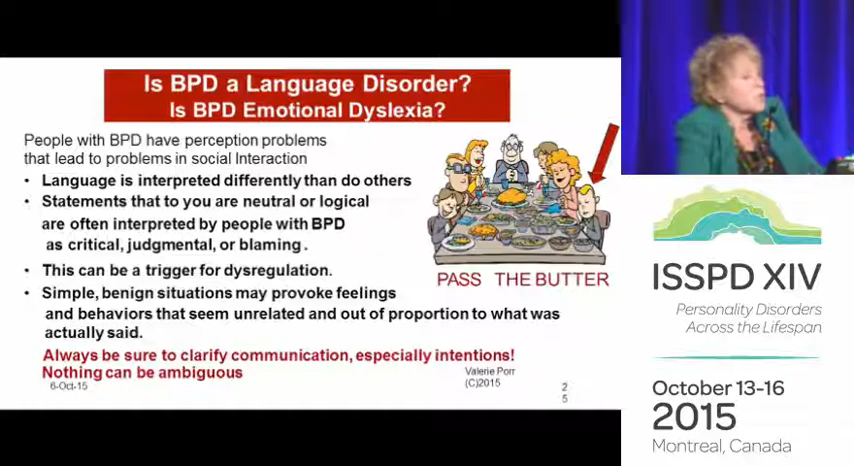 Is BPD a Language Disorder?
Is BPD Emotional Dyslexia?
People with BPD have perception problems
that lead to problems in social Interaction
• Language is interpreted differently than do others
• Statements that to you are neutral or logical
are often interpreted by people with BPD
as critical, judgmental, or blaming.
• This can be a trigger for dysregulation.
• Simple, benign situations may provoke feelings
and behaviors that seem unrelated and out of proportion to what was
actually said.
Always be sure to clarify communication, especially intentions!
Nothing can be ambiguous
PASS THE BUTTER
6-Oct-15
Valerie Porr
(C)2015
2
5
ISSPD XIV
Personality Disorders
Across the Lifespan
October 13-16
2015
Montreal, Canada